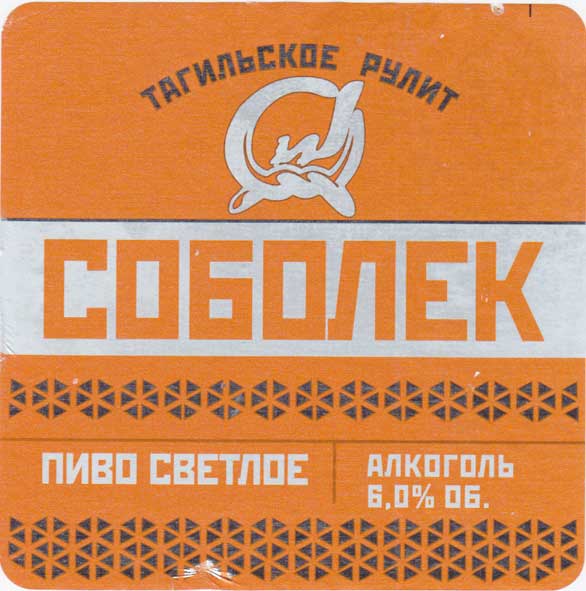 ТАГИЛЬСКОЕ РУЛИТ
СОБОЛЕК
ПИВО СВЕТЛОЕ
АЛКОГОЛЬ
6,0% ОБ.